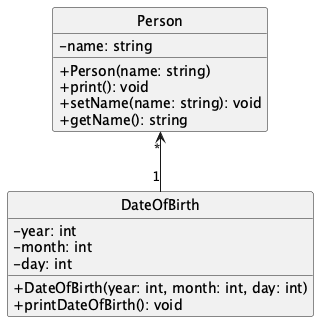 Person
-name: string
+Person(name: string)
+print(): void
+setName(name: string): void
+getName(): string
*
1
DateOfBirth
-year: int
-month: int
-day: int
+DateOfBirth(year: int, month: int, day: int)
+printDateOfBirth(): void